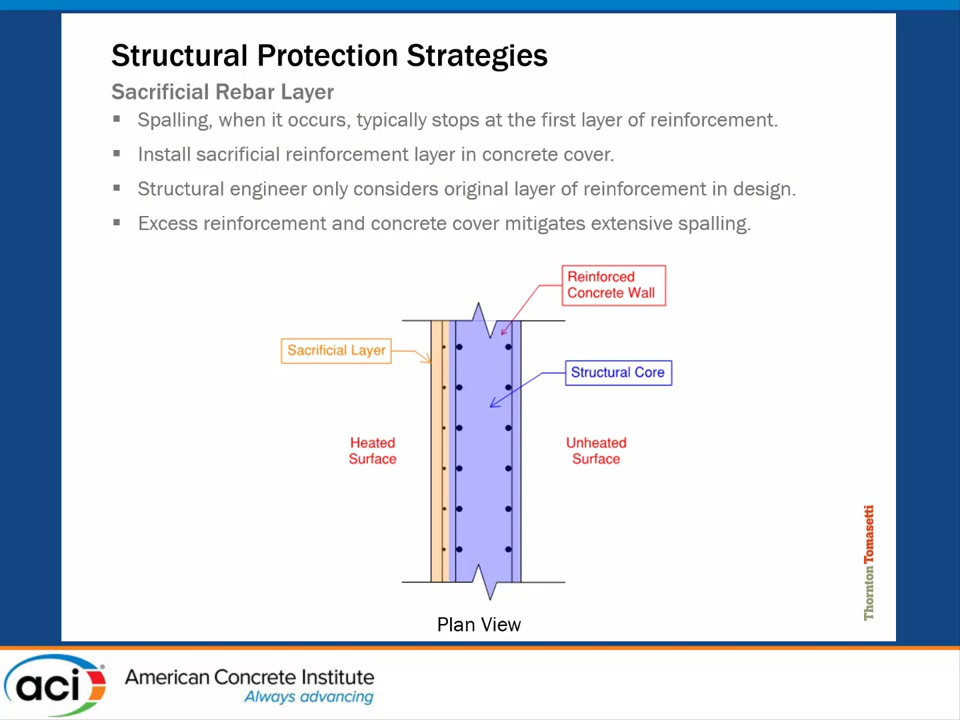 Structural Protection Strategies
Sacrificial Rebar Layer
▪ Spalling, when it occurs, typically stops at the first layer of reinforcement.
▪ Install sacrificial reinforcement layer in concrete cover.
▪ Structural engineer only considers original layer of reinforcement in design.
▪ Excess reinforcement and concrete cover mitigates extensive spalling.
Reinforced
Concrete Wall
Sacrificial Layer
Structural Core
Heated
Surface
Unheated
Surface
Plan View
Thornton Tomasetti
aci
American Concrete Institute
Always advancing